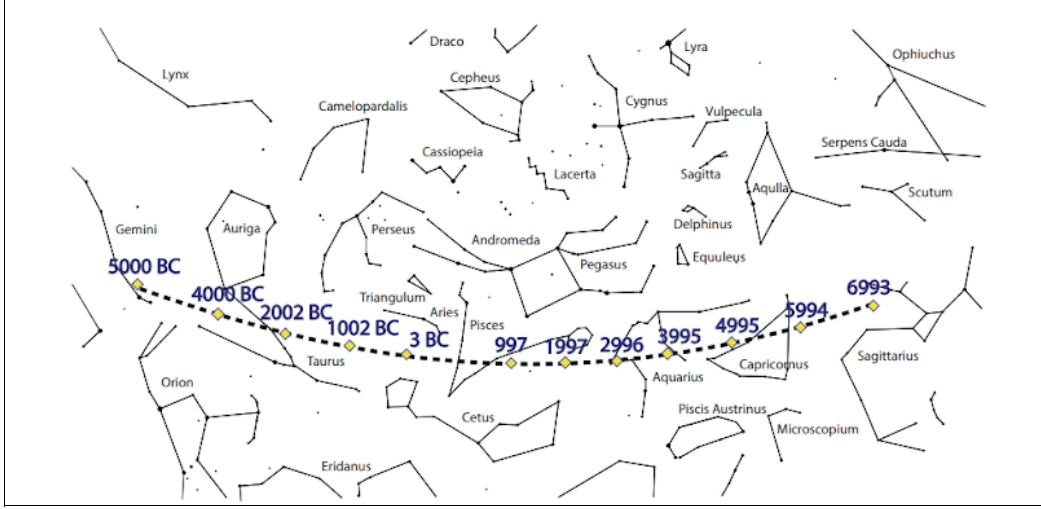 Draco
Lyra
Ophiuchus
Lynx
Cepheus
Camelopardalis
Cygnus
Vulpecula
Serpens Cauda
Cassiopeia
Lacerta
Sagitta
Aqulla
Scutum
Gemini
Auriga
Perseus
Andromeda
Delphinus
Pegasus
Equuleus
5000 BC
4000 BC
2002 BC
1002 BC
3 BC
997
1997
2996
3995
4995
5994
6993
Triangulum
Aries
Pisces
Taurus
Aquarius
Capricornus
Sagittarius
Orion
Cetus
Piscis Austrinus
Microscopium
Eridanus